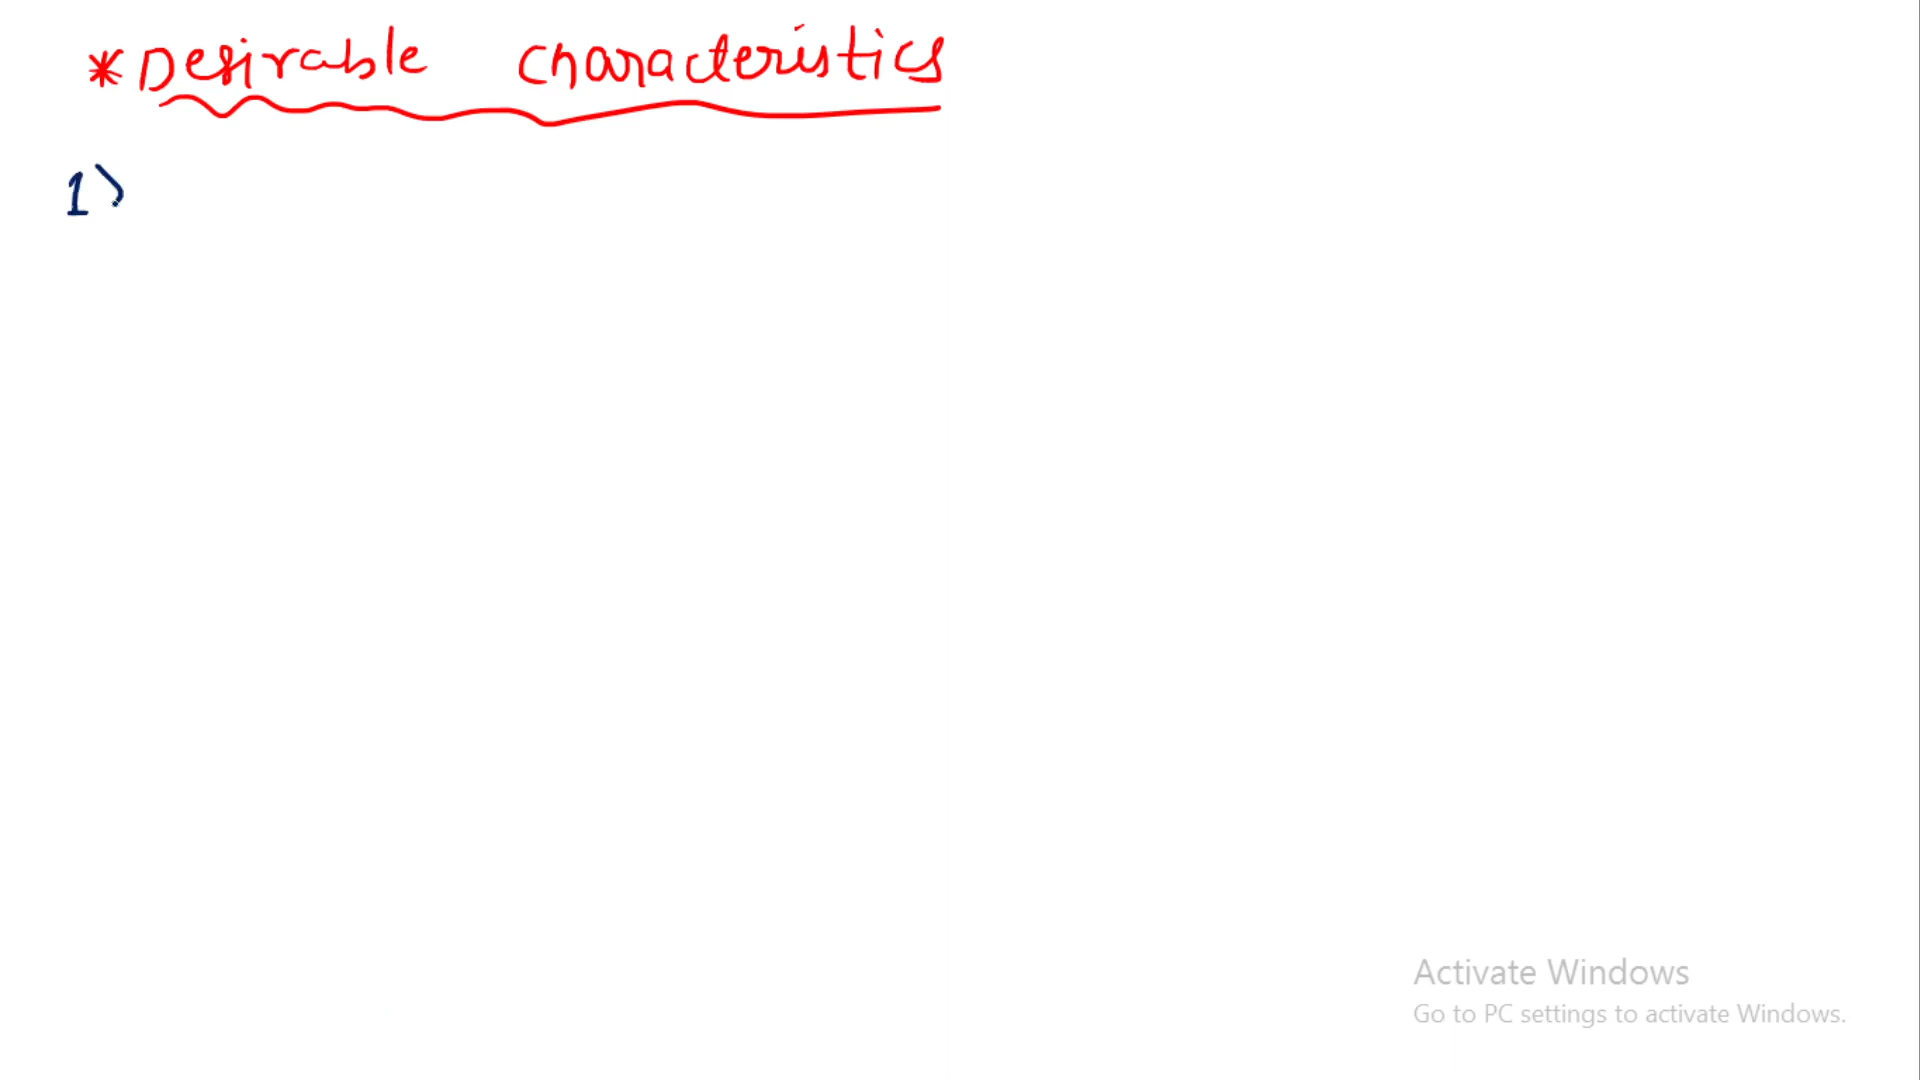 *Desirable characteristics
1)
Activate Windows
Go to PC settings to activate Windows.